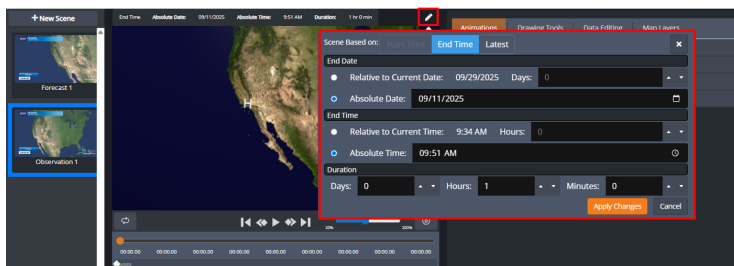 + New Scene
End Time Absolute Date: 09/11/2025 Absolute Time: 9:51 AM Duration: 1 hr 0 min
Animations Drawing Tools Data Editing Map Layers
Scene Based on: Start Time End Time Latest ×
End Date
Relative to Current Date: 09/29/2025 Days: 0
Absolute Date: 09/11/2025
End Time
Relative to Current Time: 9:34 AM Hours: 0
Absolute Time: 09:51 AM
Duration
Days: 0 Hours: 1 Minutes: 0
Apply Changes Cancel
Forecast 1
Observation 1
H
20% 200%
00:00.00 00:00.00 00:00.00 00:00.00 00:00.00 00:00.00 00:00.00 00:00.00 00:00.00